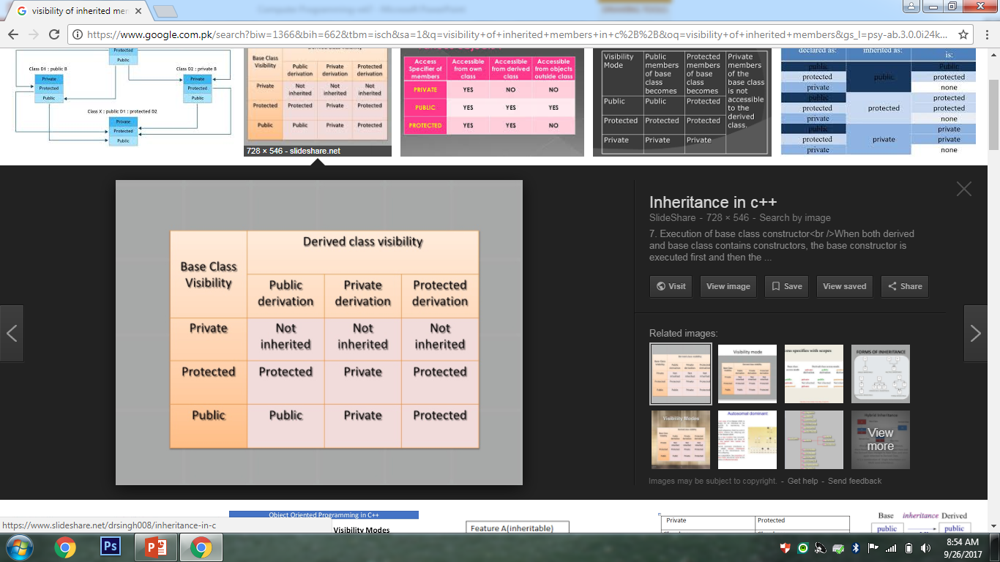 visibility of inherited mer
Computer Programming
Microsoft PowerPoint
https://www.google.com.pk/search?biw=1366&bih=662&tbm=isch&sa=1&q=visibility+of+inherited+members+in+c%2B%2B&oq=visibility+of+inherited+members&gs_l=psy-ab.3.0.0i24k...
Protected
Public
Class D1 : public B
Class D2 : private B
Private
Protected
Public
Private
Protected
Public
Class X : public D1 : protected D2
Private
Protected
Public
Base Class Visibility
Derived class visibility
Public derivation
Private derivation
Protected derivation
Private
Not inherited
Not inherited
Not inherited
Protected
Protected
Private
Protected
Public
Public
Private
Protected
728 × 546 - slideshare.net
Access Specifier of members
Accessible from own class
Accessible from derived class
Accessible from objects outside class
PRIVATE YES NO NO
PUBLIC YES YES YES
PROTECTED YES YES NO
Visibility Mode
Public members of base class becomes
Protected members of base class becomes
Private members of the base class is not accessible to the derived class.
Public Public Protected
Protected Protected Protected
Private Private Private
declared as: inherited as: is:
public Public
protected public protected
private none
public protected
protected protected protected
private none
public private
protected private private
private none
Base Class
Visibility
Derived class visibility
Public
derivation
Private
derivation
Protected
derivation
Private
Not
inherited
Not
inherited
Not
inherited
Protected Protected Private Protected
Public Public Private Protected
Inheritance in c++
SlideShare - 728 × 546 - Search by image
7. Execution of base class constructor<br />When both derived
and base class contains constructors, the base constructor is
executed first and then the ...
Visit View image Save View saved Share
Related images:
Visibility mode
FORMS OF INHERITANCE
Visibility Modes
Autosomal dominant
Hybrid Inheritance
View
more
Images may be subject to copyright. - Get help - Send feedback
https://www.slideshare.net/drsingh008/inheritance-in-c
Object Oriented Programming in C++
Visibility Modes
Feature A(inheritable)
Private Protected
Base inheritance Derived
public public
Ps
8:54 AM
9/26/2017